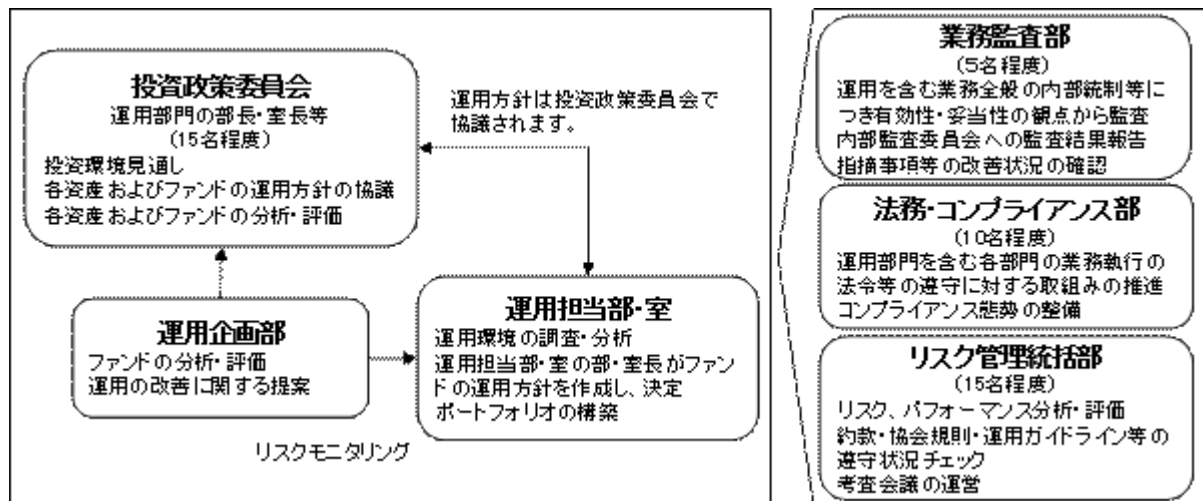 投資政策委員会
運用部門の部長・室長等
(15名程度)
投資環境見通し
各資産およびファンドの運用方針の協議
各資産およびファンドの分析・評価
運用方針は投資政策委員会で
協議されます。
運用企画部
ファンドの分析・評価
運用の改善に関する提案
運用担当部・室
運用環境の調査・分析
運用担当部・室の部・室長がファン
ドの運用方針を作成し、決定
ポートフォリオの構築
リスクモニタリング
業務監査部
(5名程度)
運用を含む業務全般の内部統制等に
つき有効性・妥当性の観点から監査
内部監査委員会への監査結果報告
指摘事項等の改善状況の確認
法務・コンプライアンス部
(10名程度)
運用部門を含む各部門の業務執行の
法令等の遵守に対する取組みの推進
コンプライアンス態勢の整備
リスク管理統括部
(15名程度)
リスク、パフォーマンス分析・評価
約款・協会規則・運用ガイドライン等の
遵守状況チェック
考査会議の運営